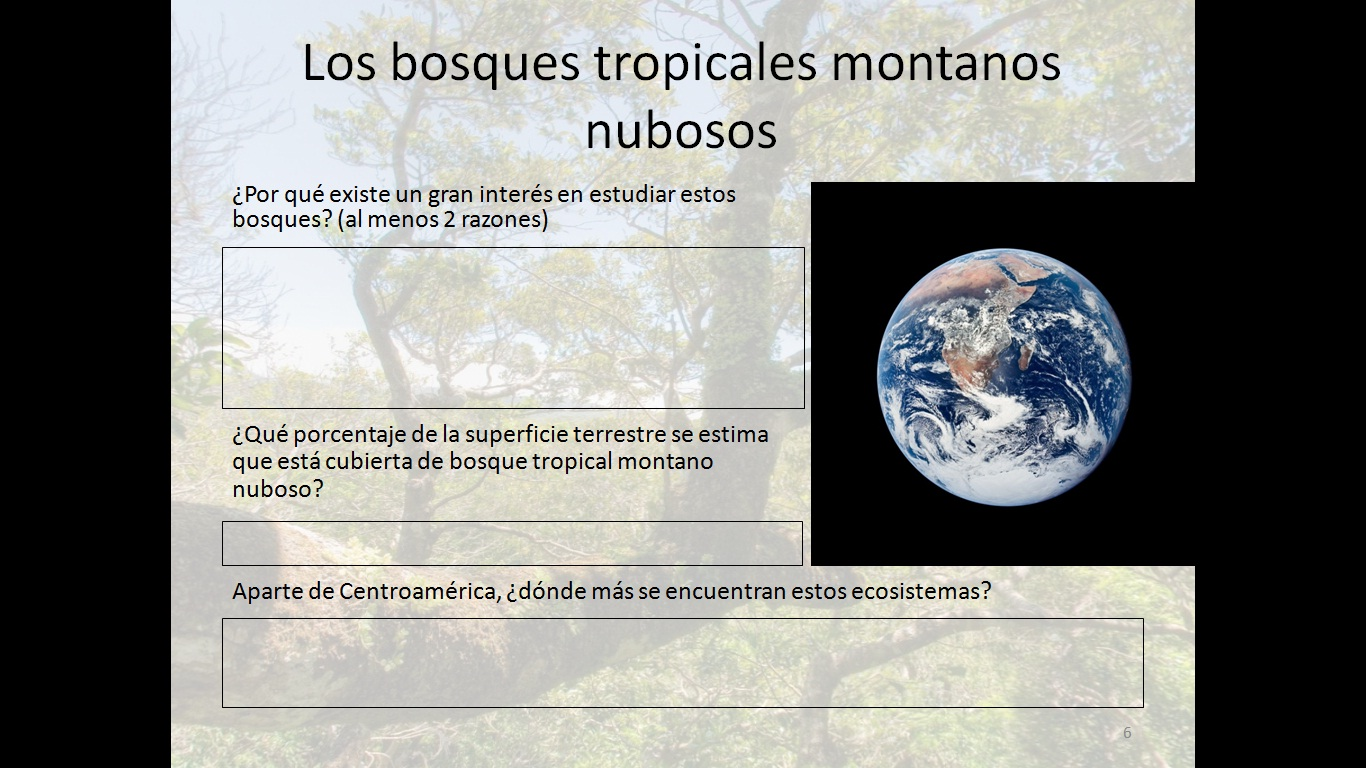 Los bosques tropicales montanos
nubosos
¿Por qué existe un gran interés en estudiar estos
bosques? (al menos 2 razones)
¿Qué porcentaje de la superficie terrestre se estima
que está cubierta de bosque tropical montano
nuboso?
Aparte de Centroamérica, ¿dónde más se encuentran estos ecosistemas?
6